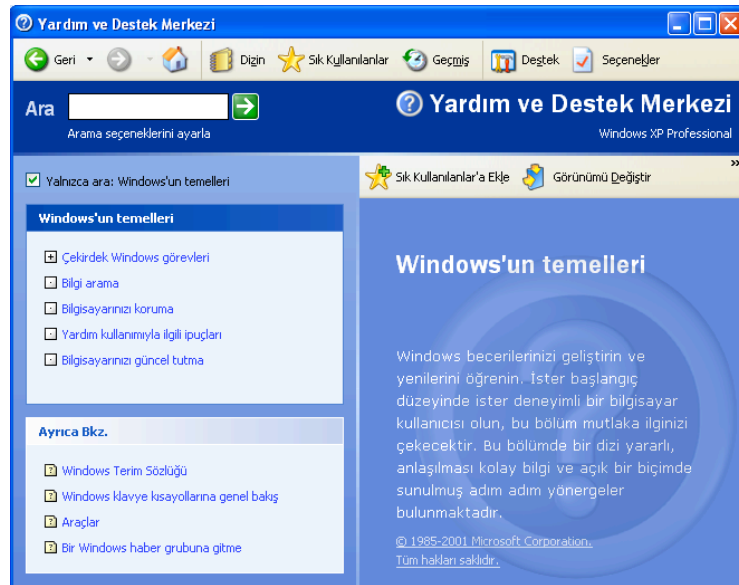 Yardım ve Destek Merkezi
Geri Dizin Sık Kullanılanlar Geçmiş Destek Seçenekler
Ara
Arama seçeneklerini ayarla
Yardım ve Destek Merkezi
Windows XP Professional
Yalnızca ara: Windows'un temelleri
Windows'un temelleri
Çekirdek Windows görevleri
Bilgi arama
Bilgisayarınızı koruma
Yardım kullanımıyla ilgili ipuçları
Bilgisayarınızı güncel tutma
Ayrıca Bkz.
Windows Terim Sözlüğü
Windows klavye kısayollarına genel bakış
Araçlar
Bir Windows haber grubuna gitme
Sık Kullanılanlar'a Ekle Görünümü Değiştir
Windows'un temelleri
Windows becerilerinizi geliştirin ve
yenilerini öğrenin. İster başlangıç
düzeyinde ister deneyimli bir bilgisayar
kullanıcısı olun, bu bölüm mutlaka ilginizi
çekecektir. Bu bölümde bir dizi yararlı,
anlaşılması kolay bilgi ve açık bir biçimde
sunulmuş adım adım yönergeler
bulunmaktadır.
© 1985-2001 Microsoft Corporation.
Tüm hakları saklıdır.